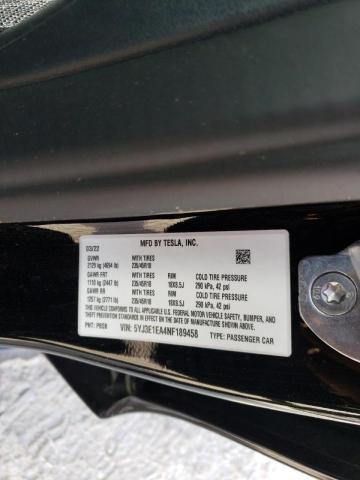 MFD BY TESLA, INC.
03/22
GVWR WITH TIRES
2129 kg (4694 lb) 235/45R18
GAWR FRT WITH TIRES RIM COLD TIRE PRESSURE
1110 kg (2447 lb) 235/45R18 18X8.5J 290 kPa, 42 psi
GAWR RR WITH TIRES RIM COLD TIRE PRESSURE
1257 kg (2771 lb) 235/45R18 18X8.5J 290 kPa, 42 psi
THIS VEHICLE CONFORMS TO ALL APPLICABLE U.S. FEDERAL MOTOR VEHICLE SAFETY, BUMPER, AND
THEFT PREVENTION STANDARDS IN EFFECT ON THE DATE OF MANUFACTURE SHOWN ABOVE.
PNT: PBSB VIN: 5YJ3E1EA4NF189458 TYPE: PASSENGER CAR